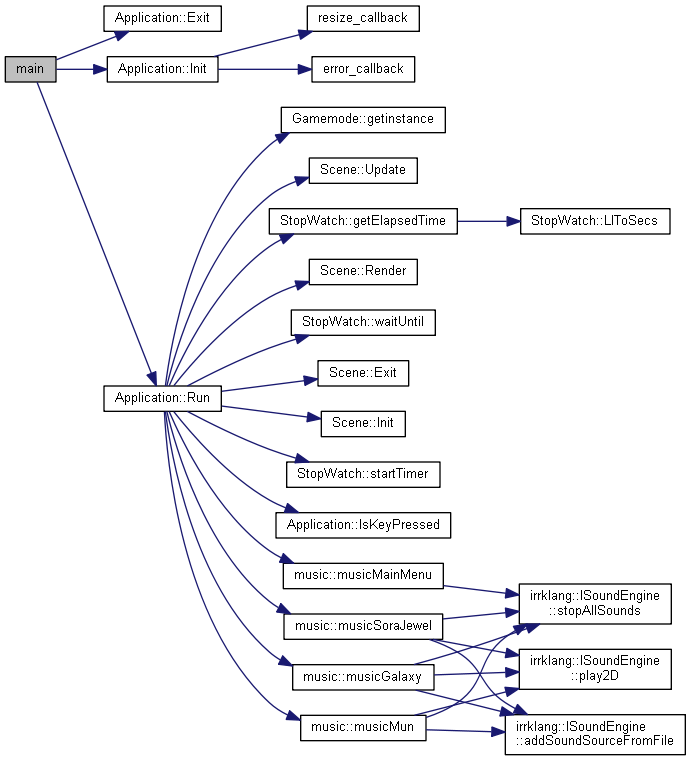 Application::Exit
resize_callback
main
Application::Init
error_callback
Gamemode::getinstance
Scene::Update
StopWatch::getElapsedTime
StopWatch::LIToSecs
Scene::Render
StopWatch::waitUntil
Scene::Exit
Application::Run
Scene::Init
StopWatch::startTimer
Application::IsKeyPressed
music::musicMainMenu
irrklang::ISoundEngine
::stopAllSounds
music::musicSoraJewel
irrklang::ISoundEngine
::play2D
music::musicGalaxy
music::musicMun
irrklang::ISoundEngine
::addSoundSourceFromFile